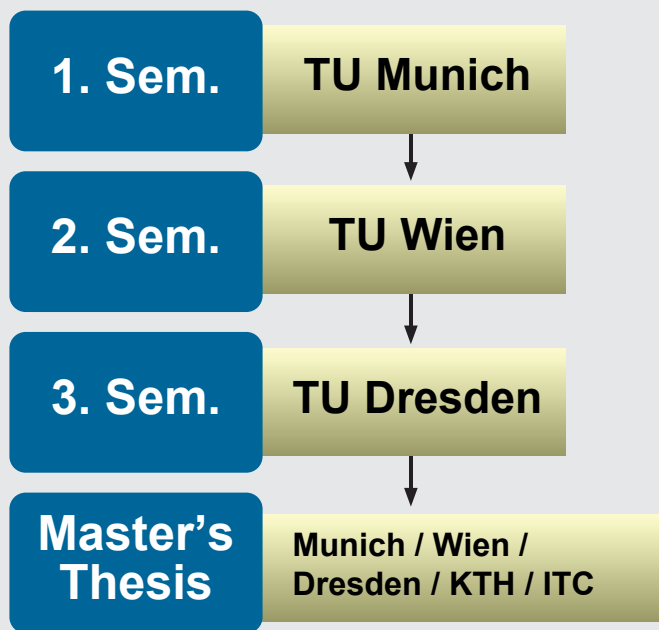 1. Sem.
TU Munich
2. Sem.
TU Wien
3. Sem.
TU Dresden
Master’s
Thesis
Munich / Wien /
Dresden / KTH / ITC